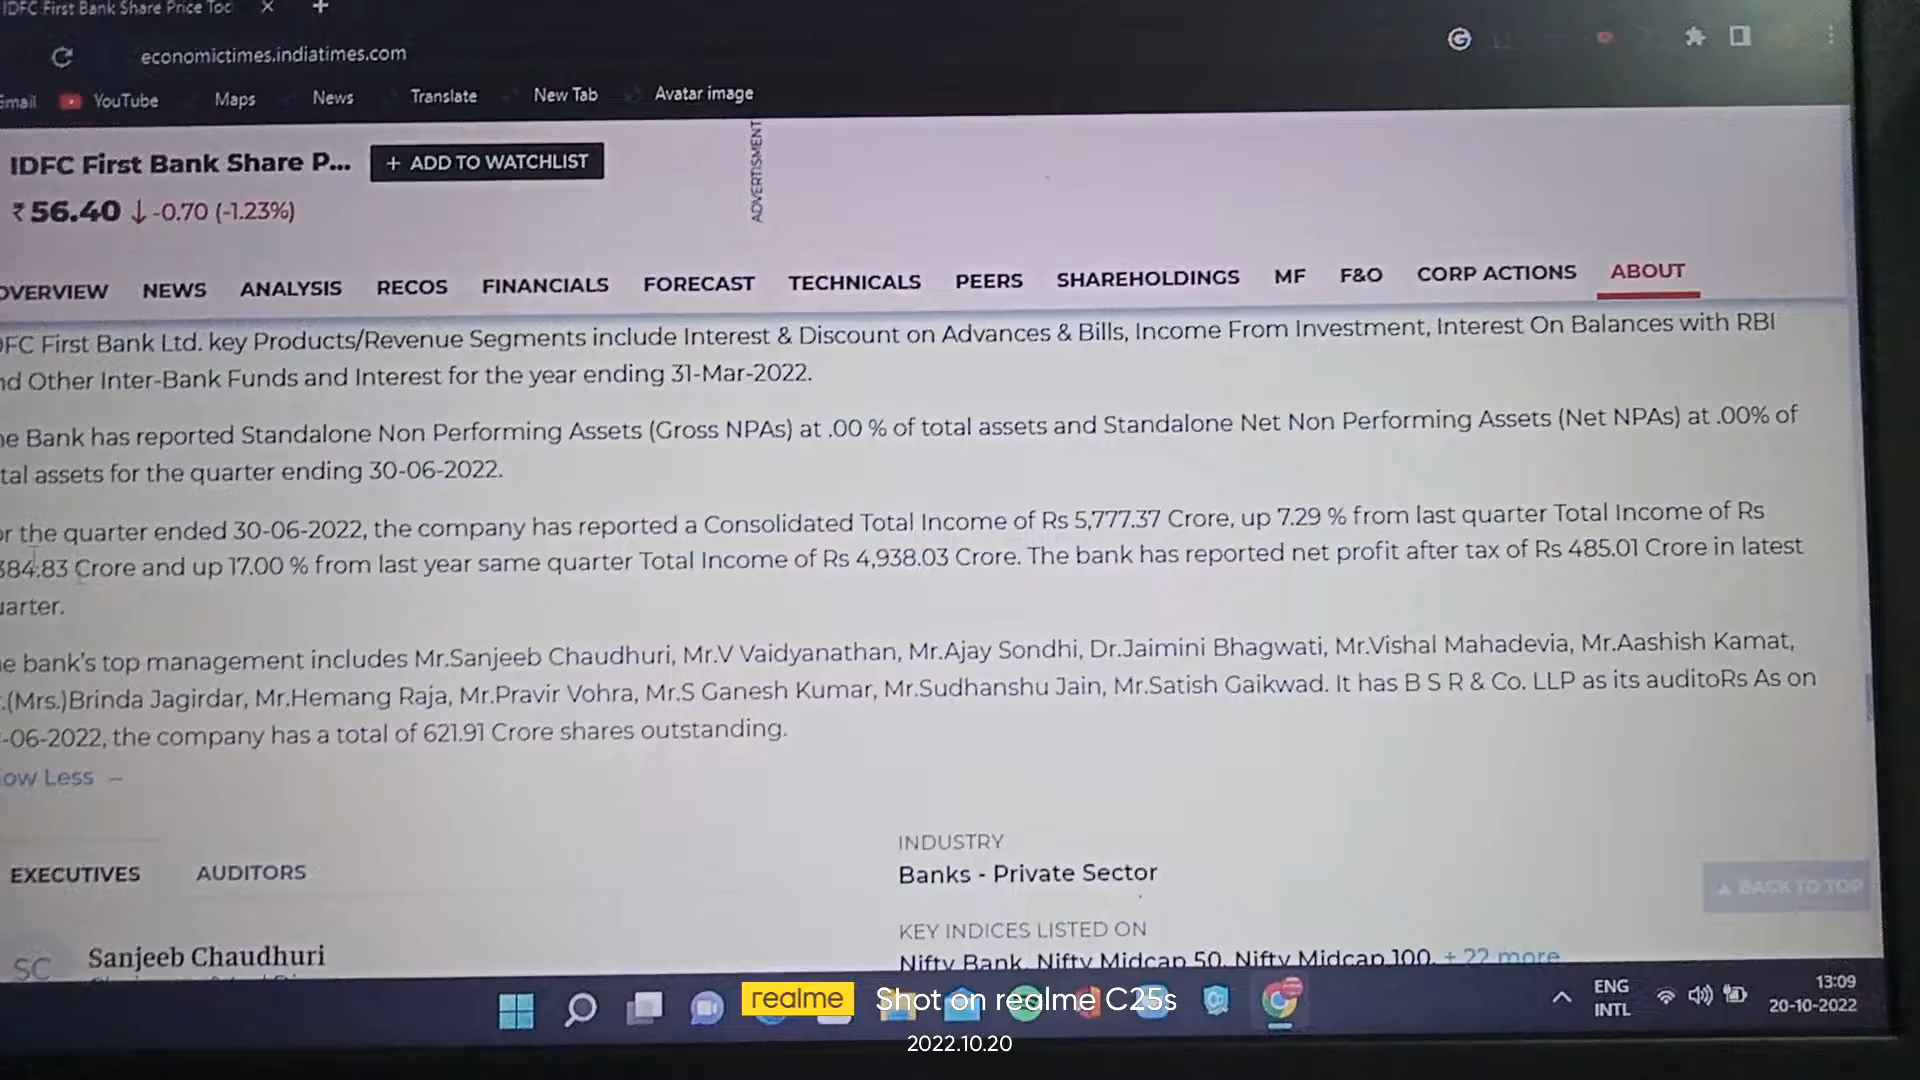 IDFC First Bank Share Price Toc
economictimes.indiatimes.com
Gmail YouTube Maps News Translate New Tab Avatar image
IDFC First Bank Share P... + ADD TO WATCHLIST
ADVERTISMENT
₹56.40 ↓-0.70 (-1.23%)
OVERVIEW NEWS ANALYSIS RECOS FINANCIALS FORECAST TECHNICALS PEERS SHAREHOLDINGS MF F&O CORP ACTIONS ABOUT
DFC First Bank Ltd. key Products/Revenue Segments include Interest & Discount on Advances & Bills, Income From Investment, Interest On Balances with RBI
nd Other Inter-Bank Funds and Interest for the year ending 31-Mar-2022.
he Bank has reported Standalone Non Performing Assets (Gross NPAs) at .00 % of total assets and Standalone Net Non Performing Assets (Net NPAs) at .00% of
tal assets for the quarter ending 30-06-2022.
or the quarter ended 30-06-2022, the company has reported a Consolidated Total Income of Rs 5,777.37 Crore, up 7.29 % from last quarter Total Income of Rs
384.83 Crore and up 17.00 % from last year same quarter Total Income of Rs 4,938.03 Crore. The bank has reported net profit after tax of Rs 485.01 Crore in latest
uarter.
e bank's top management includes Mr.Sanjeeb Chaudhuri, Mr.V Vaidyanathan, Mr.Ajay Sondhi, Dr.Jaimini Bhagwati, Mr.Vishal Mahadevia, Mr.Aashish Kamat,
.(Mrs.)Brinda Jagirdar, Mr.Hemang Raja, Mr.Pravir Vohra, Mr.S Ganesh Kumar, Mr.Sudhanshu Jain, Mr.Satish Gaikwad. It has B S R & Co. LLP as its auditoRs As on
-06-2022, the company has a total of 621.91 Crore shares outstanding.
ow Less –
EXECUTIVES AUDITORS
INDUSTRY
Banks - Private Sector
▲ BACK TO TOP
KEY INDICES LISTED ON
SC Sanjeeb Chaudhuri
Nifty Bank, Nifty Midcap 50, Nifty Midcap 100, + 22 more
realme Shot on realme C25s
ENG
INTL
13:09
20-10-2022
2022.10.20